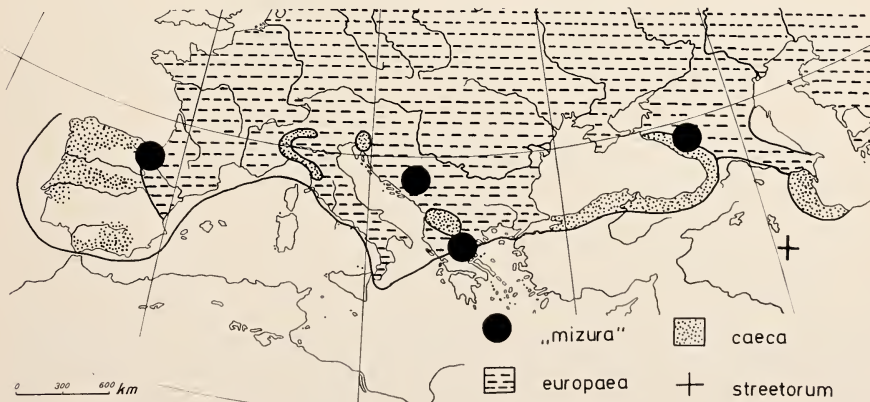 „mizura“
caeca
europaea
streetorum
0 300 600 km